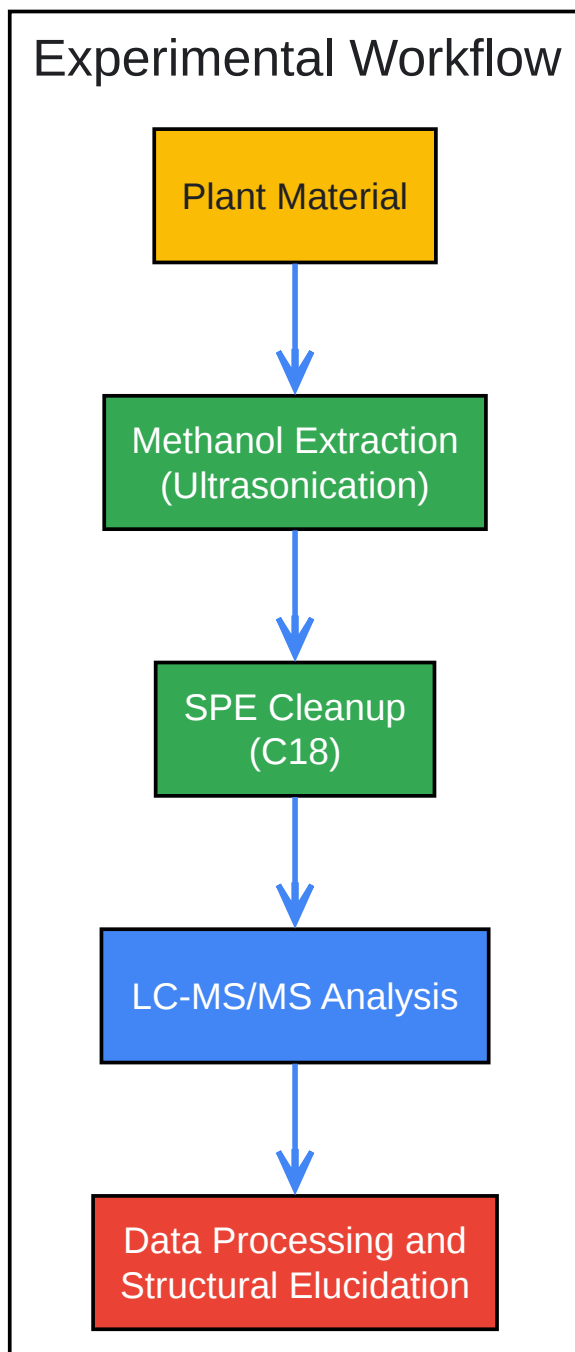 Experimental Workflow
Plant Material
Methanol Extraction
(Ultrasonication)
SPE Cleanup
(C18)
LC-MS/MS Analysis
Data Processing and
Structural Elucidation